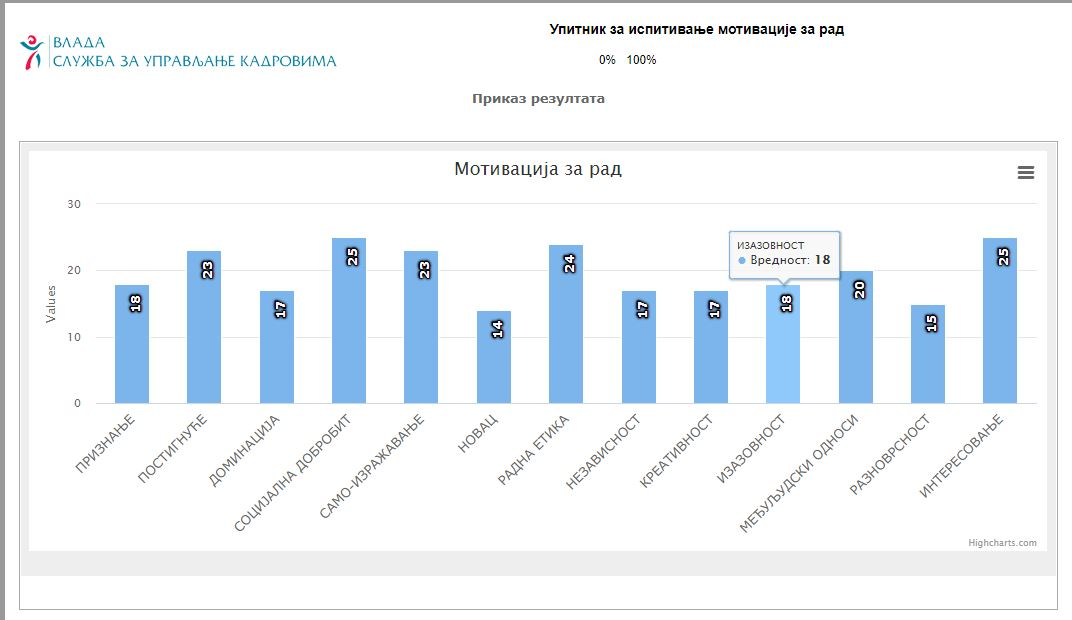 ВЛАДА
СЛУЖБА ЗА УПРАВЉАЊЕ КАДРОВИМА
Упитник за испитивање мотивације за рад
0% 100%
Приказ резултата
Мотивација за рад
Values
30
20
10
0
18
23
17
25
23
14
24
17
17
18
20
15
25
ИЗАЗОВНОСТ
Вредност: 18
ПРИЗНАЊЕ
ПОСТИГНУЋЕ
ДОМИНАЦИЈА
СОЦИЈАЛНА ДОБРОБИТ
САМО-ИЗРАЖАВАЊЕ
НОВАЦ
РАДНА ЕТИКА
НЕЗАВИСНОСТ
КРЕАТИВНОСТ
ИЗАЗОВНОСТ
МЕЂУЉУДСКИ ОДНОСИ
РАЗНОВРСНОСТ
ИНТЕРЕСОВАЊЕ
Highcharts.com